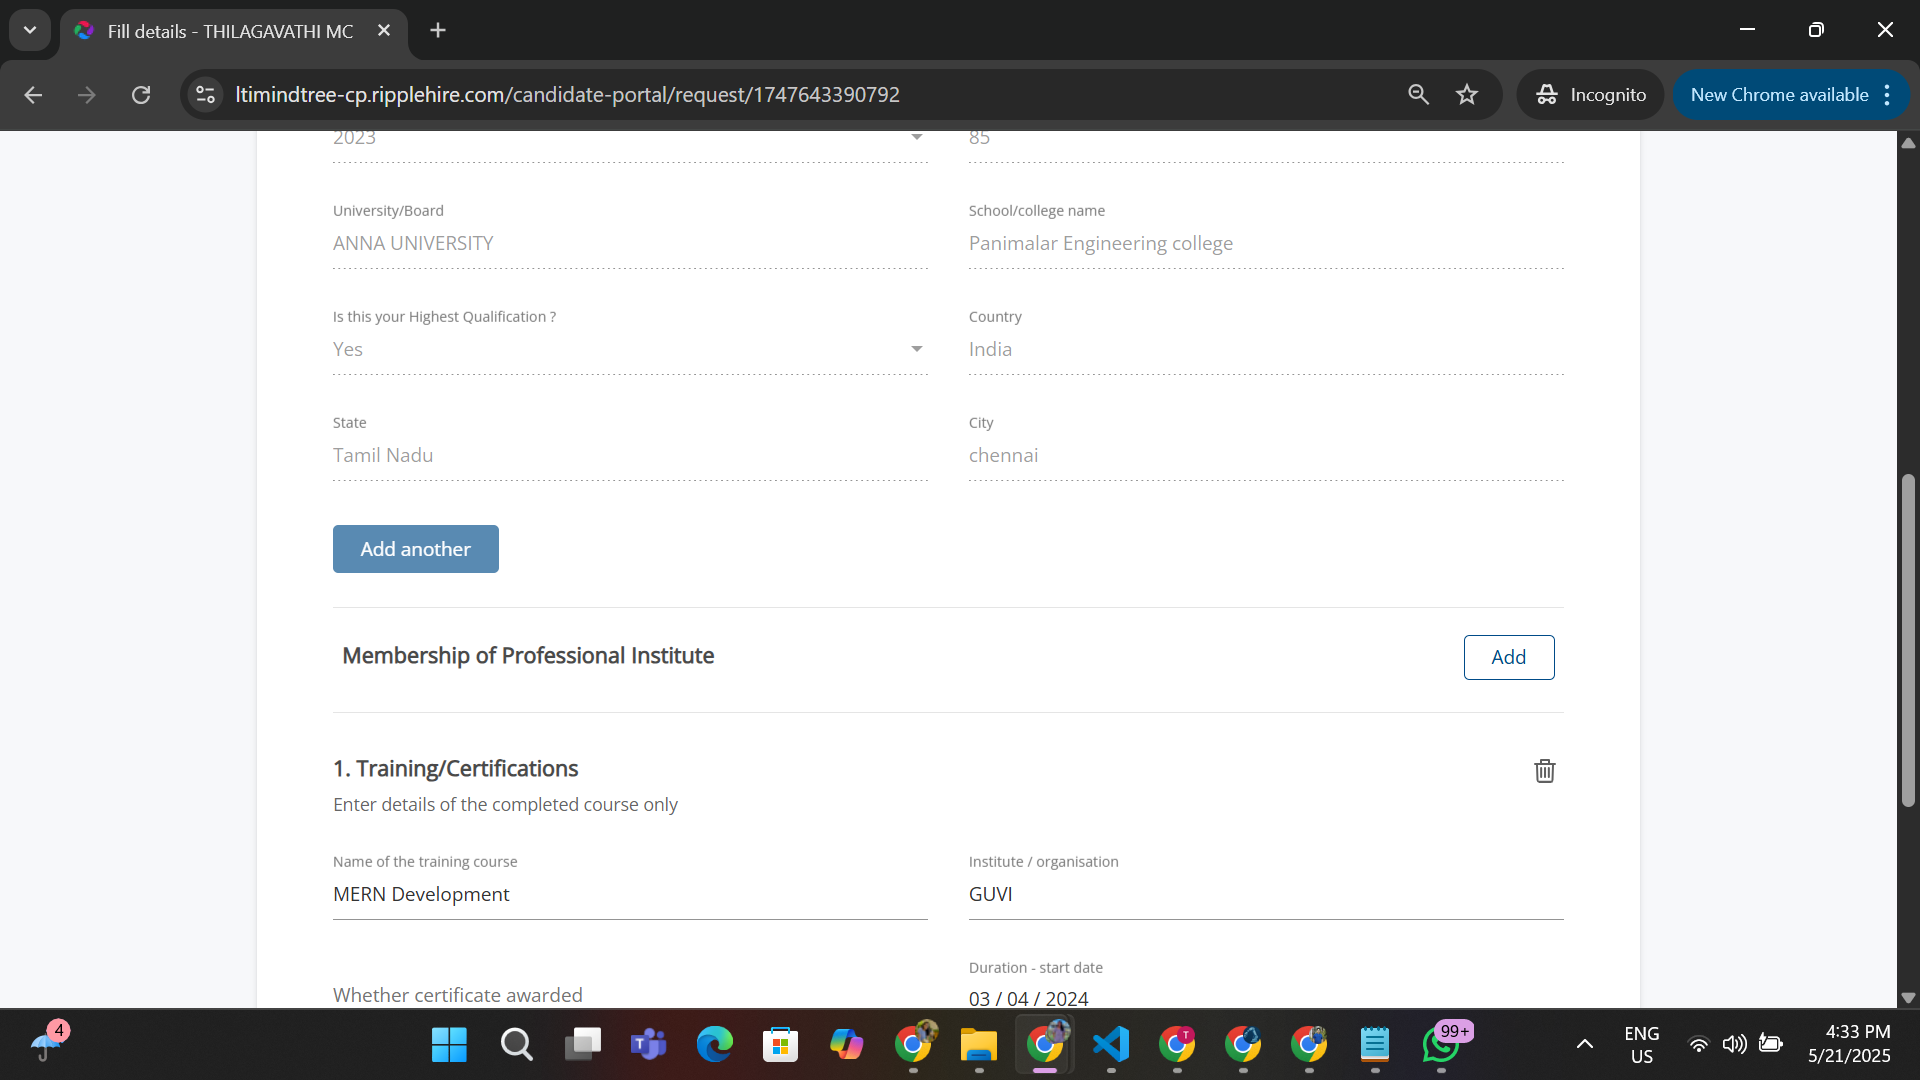 Fill details - THILAGAVATHI MC
ltimindtree-cp.ripplehire.com/candidate-portal/request/1747643390792
Incognito
New Chrome available
2023
85
University/Board
School/college name
ANNA UNIVERSITY
Panimalar Engineering college
Is this your Highest Qualification ?
Country
Yes
India
State
City
Tamil Nadu
chennai
Add another
Membership of Professional Institute
Add
1. Training/Certifications
Enter details of the completed course only
Name of the training course
Institute / organisation
MERN Development
GUVI
Duration - start date
Whether certificate awarded
03 / 04 / 2024
4
T
T
99+
ENG
US
4:33 PM
5/21/2025